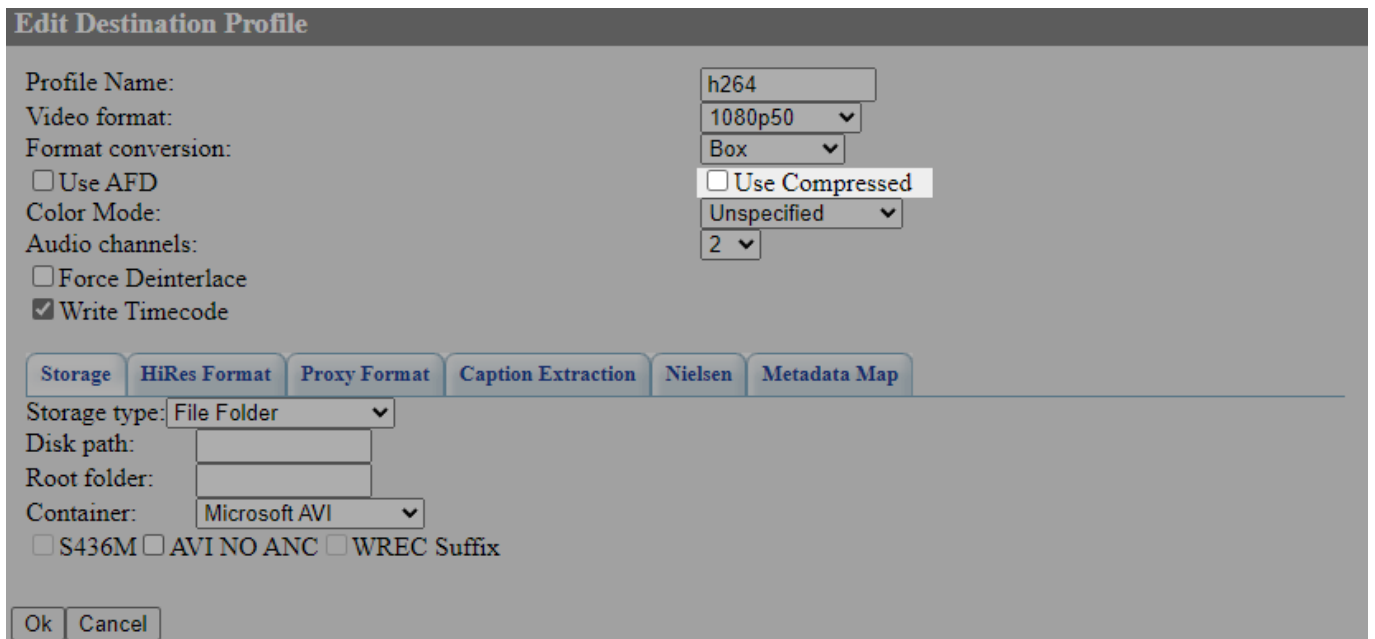 Edit Destination Profile
Profile Name: h264
Video format: 1080p50
Format conversion: Box
Use AFD Use Compressed
Color Mode: Unspecified
Audio channels: 2
Force Deinterlace
Write Timecode
Storage HiRes Format Proxy Format Caption Extraction Nielsen Metadata Map
Storage type: File Folder
Disk path:
Root folder:
Container: Microsoft AVI
S436M AVI NO ANC WREC Suffix
Ok Cancel